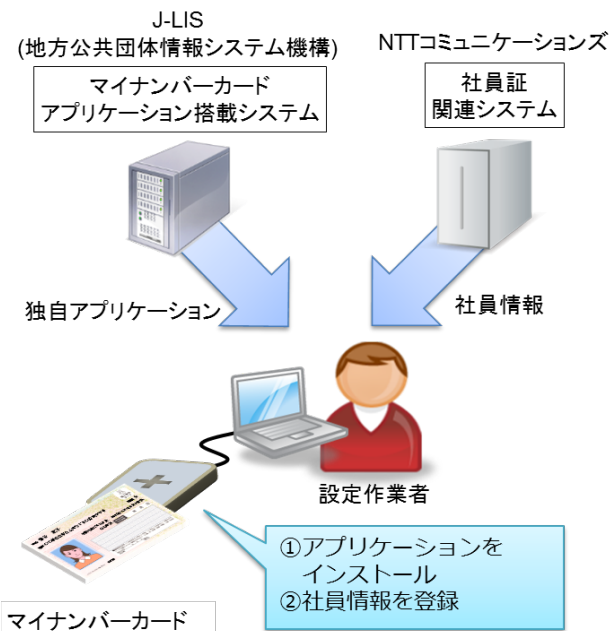 J-LIS
(地方公共団体情報システム機構)
マイナンバーカード
アプリケーション搭載システム
NTTコミュニケーションズ
社員証
関連システム
独自アプリケーション
社員情報
設定作業者
①アプリケーションを
インストール
②社員情報を登録
マイナンバーカード